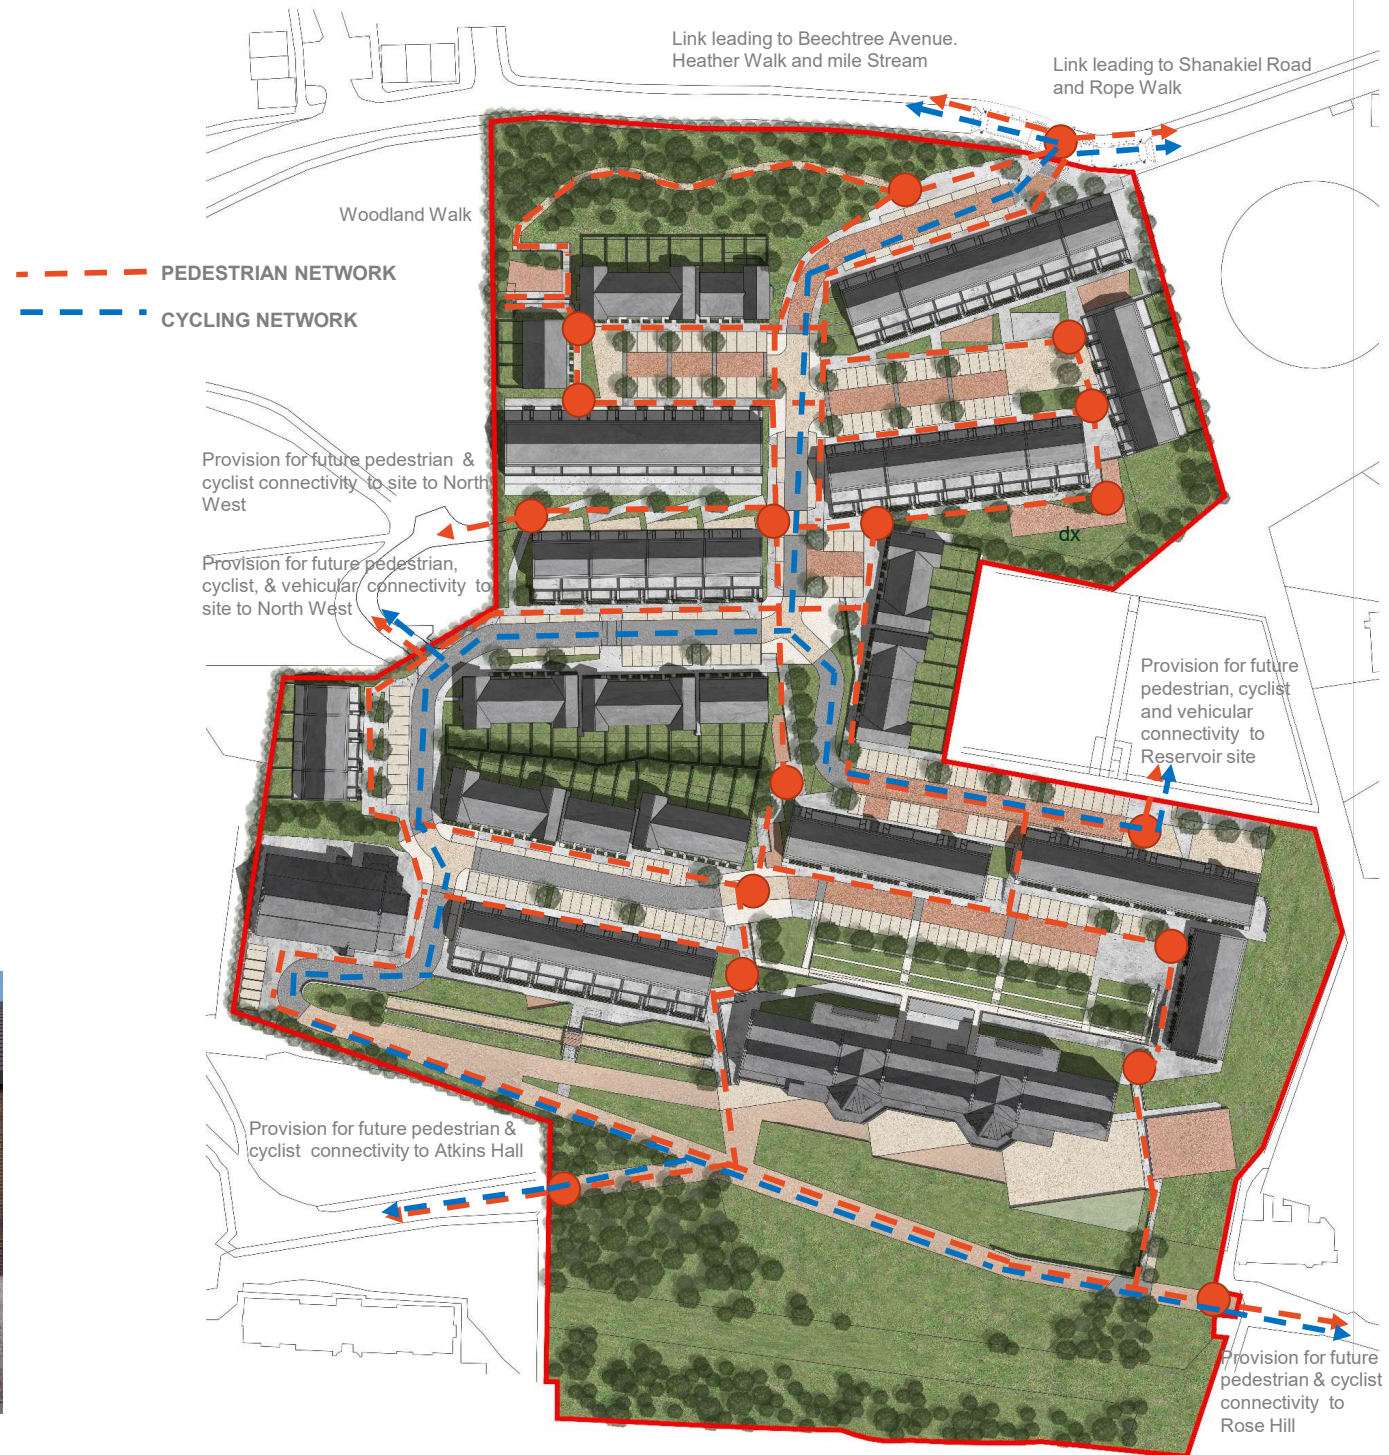 Link leading to Beechtree Avenue.
Heather Walk and mile Stream
Link leading to Shanakiel Road
and Rope Walk
Woodland Walk
PEDESTRIAN NETWORK
CYCLING NETWORK
Provision for future pedestrian &
cyclist connectivity to site to North
West
dx
Provision for future pedestrian,
cyclist, & vehicular connectivity to
site to North West
Provision for future
pedestrian, cyclist
and vehicular
connectivity to
Reservoir site
Provision for future pedestrian &
cyclist connectivity to Atkins Hall
Provision for future
pedestrian & cyclist
connectivity to
Rose Hill